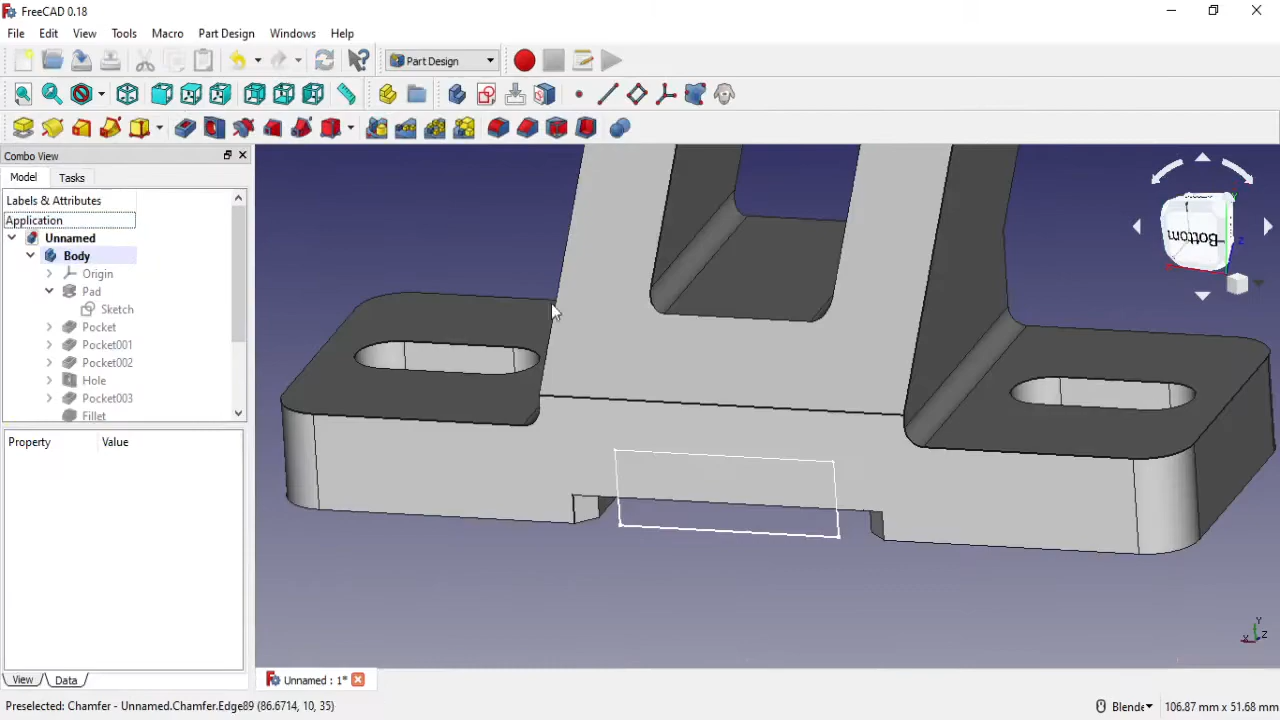 FreeCAD 0.18
File Edit View Tools Macro Part Design Windows Help
Part Design
Combo View
Model Tasks
Labels & Attributes
Application
Unnamed
Body
Origin
Pad
Sketch
Pocket
Pocket001
Pocket002
Hole
Pocket003
Fillet
Property Value
Bottom
Y
X
Z
View Data
Unnamed : 1*
Preselected: Chamfer - Unnamed.Chamfer.Edge89 (86.6714, 10, 35)
Blende 106.87 mm x 51.68 mm